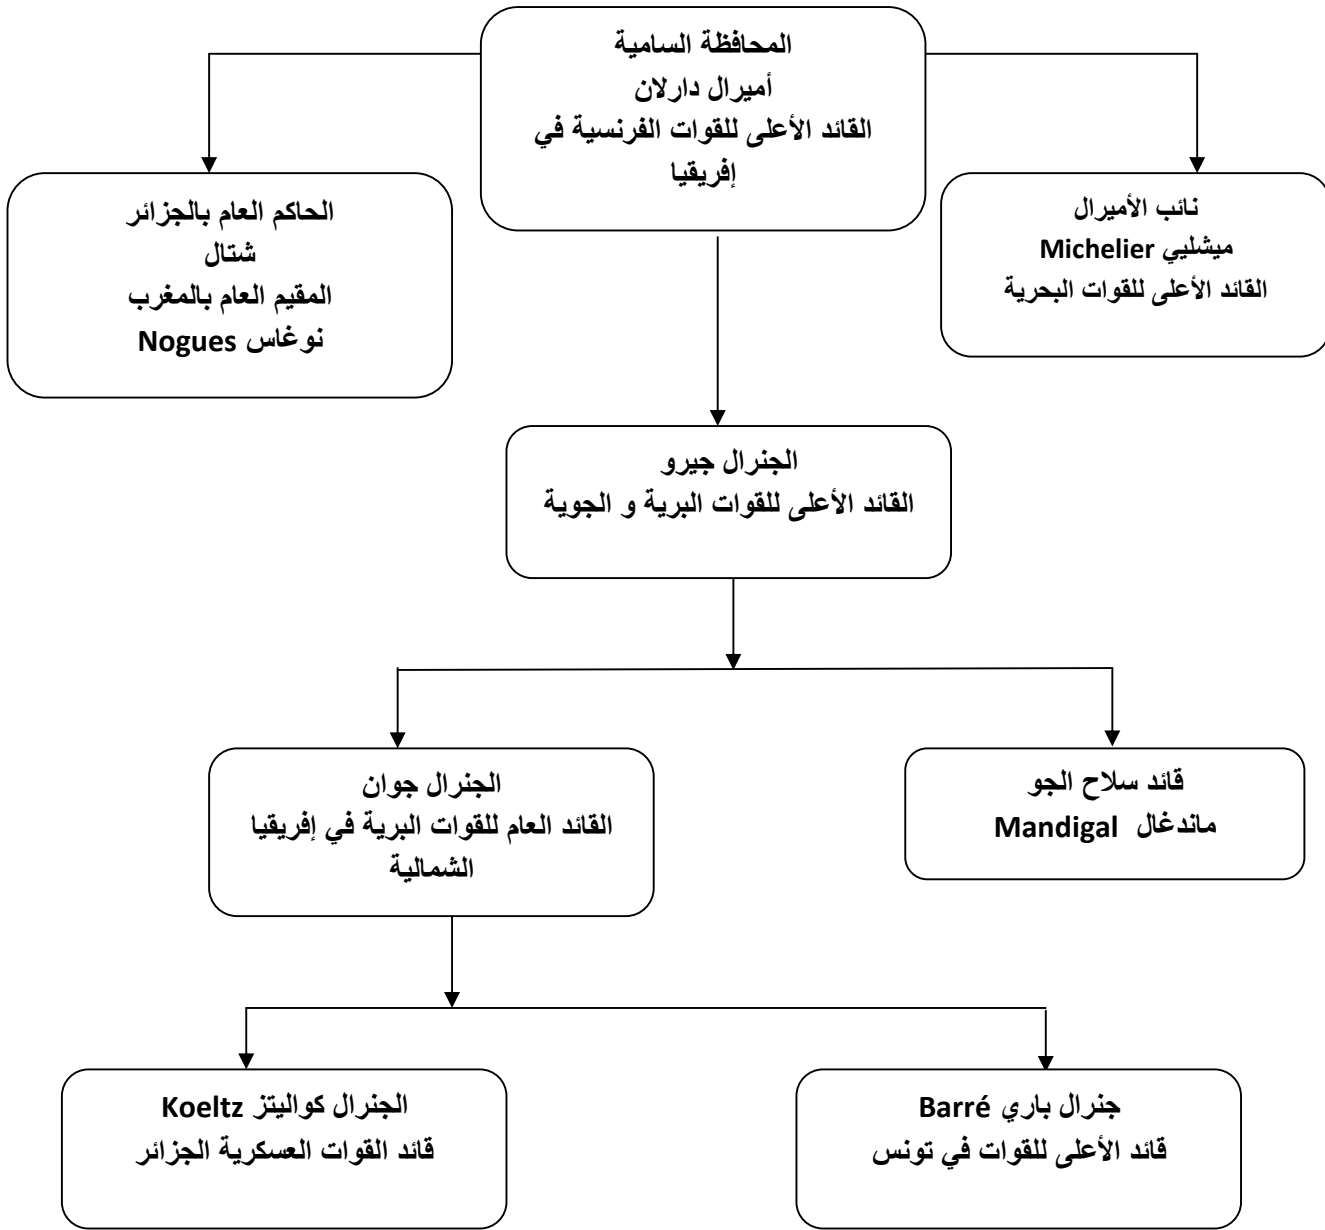 المحافظة السامية
أميرال دارلان
القائد الأعلى للقوات الفرنسية في
إفريقيا
نائب الأميرال
ميشليي Michelier
القائد الأعلى للقوات البحرية
الحاكم العام بالجزائر
شتال
المقيم العام بالمغرب
نوغاس Nogues
الجنرال جيرو
القائد الأعلى للقوات البرية و الجوية
قائد سلاح الجو
ماندغال Mandigal
الجنرال جوان
القائد العام للقوات البرية في إفريقيا
الشمالية
جنرال باري Barré
قائد الأعلى للقوات في تونس
الجنرال كواليتز Koeltz
قائد القوات العسكرية الجزائر